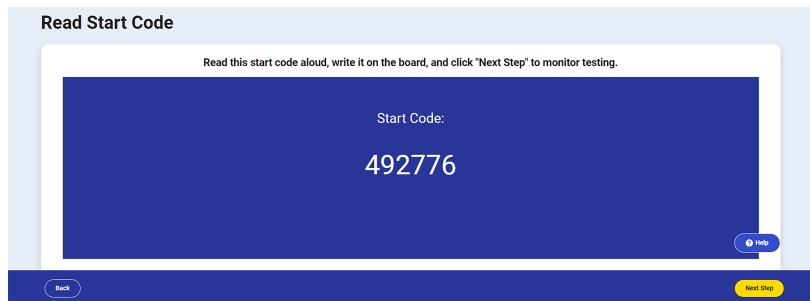 Read Start Code
Read this start code aloud, write it on the board, and click "Next Step" to monitor testing.
Start Code:
492776
Help
Back
Next Step